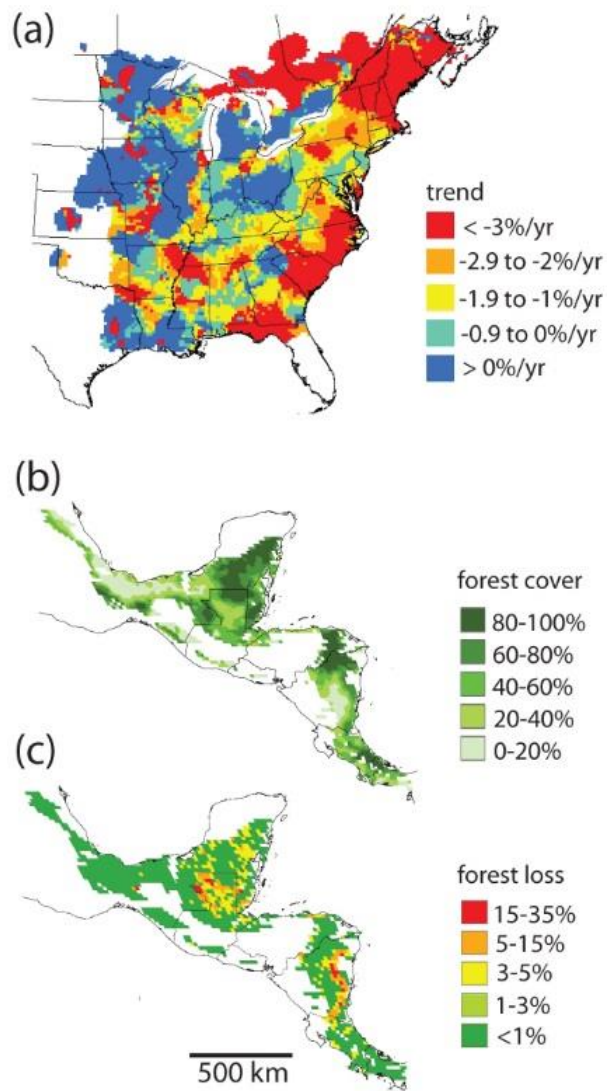 (a)
trend
< -3%/yr
-2.9 to -2%/yr
-1.9 to -1%/yr
-0.9 to 0%/yr
> 0%/yr
(b)
forest cover
80-100%
60-80%
40-60%
20-40%
0-20%
(c)
forest loss
15-35%
5-15%
3-5%
1-3%
<1%
500 km